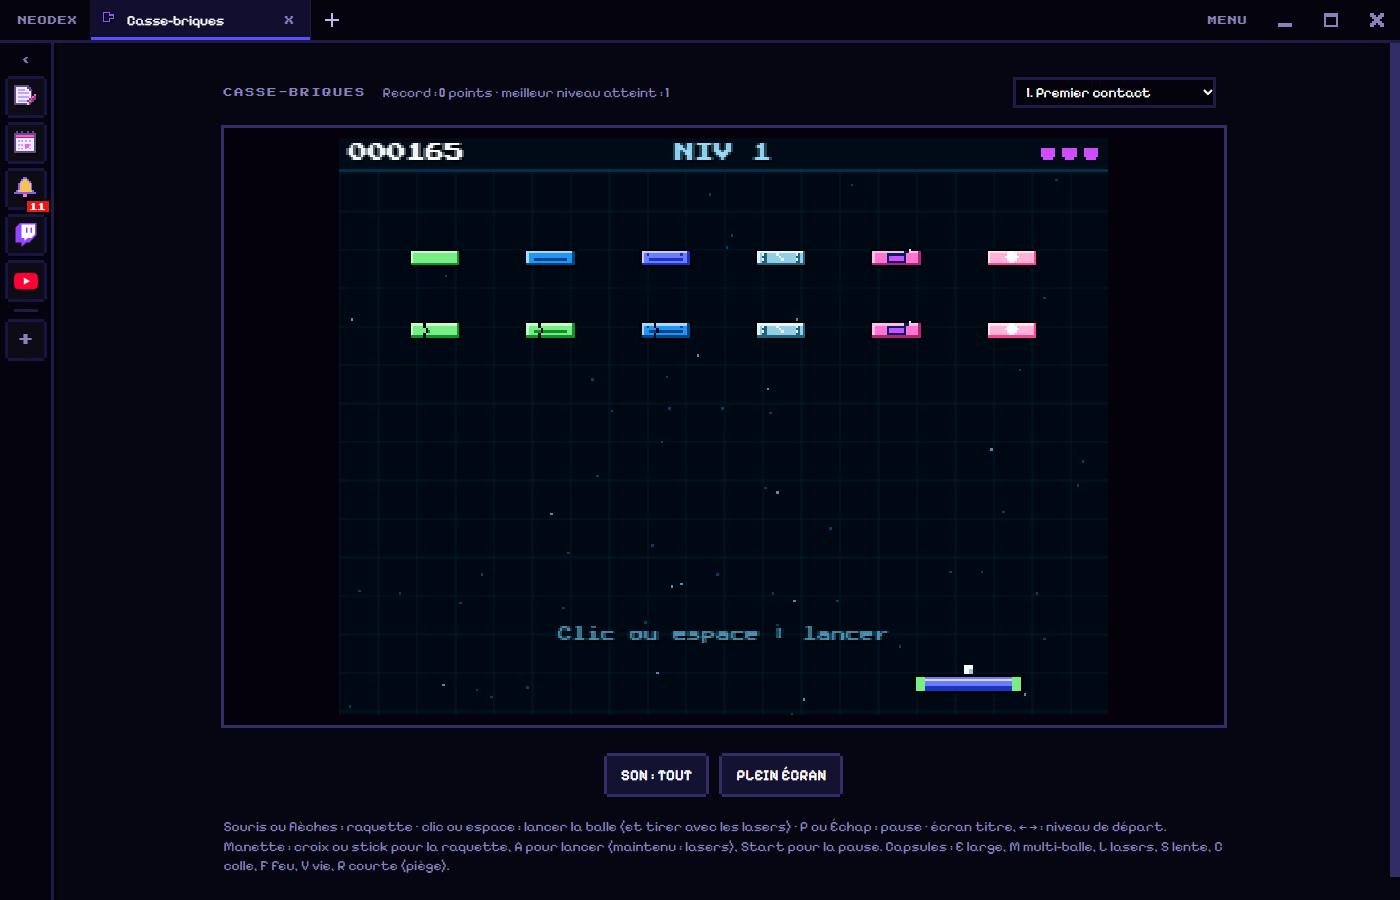 NEODEX
Casse-briques
MENU
11
CASSE-BRIQUES Record : 0 points · meilleur niveau atteint : 1
1. Premier contact
000165
NIV 1
Clic ou espace : lancer
SON : TOUT
PLEIN ÉCRAN
Souris ou flèches : raquette · clic ou espace : lancer la balle (et tirer avec les lasers) · P ou Échap : pause · écran titre, ←→ : niveau de départ.
Manette : croix ou stick pour la raquette, A pour lancer (maintenu : lasers), Start pour la pause. Capsules : E large, M multi-balle, L lasers, S lente, C
colle, F feu, V vie, R courte (piège).